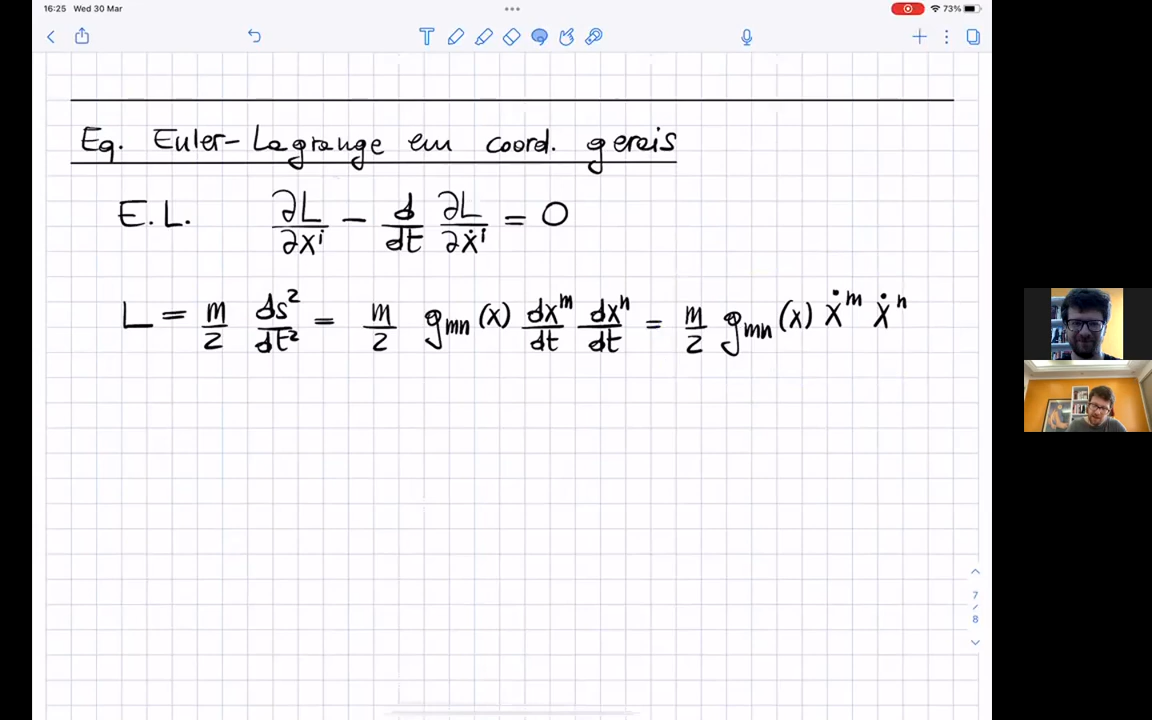 16:25 Wed 30 Mar 73%
T
Eq. Euler-Lagrange em coord. gerais
E.L. ∂L/∂xⁱ − d/dt ∂L/∂ẋⁱ = 0
L = m/2 ds²/dt² = m/2 gₘₙ(x) dxᵐ/dt dxⁿ/dt = m/2 gₘₙ(x) ẋᵐ ẋⁿ
7
/
8